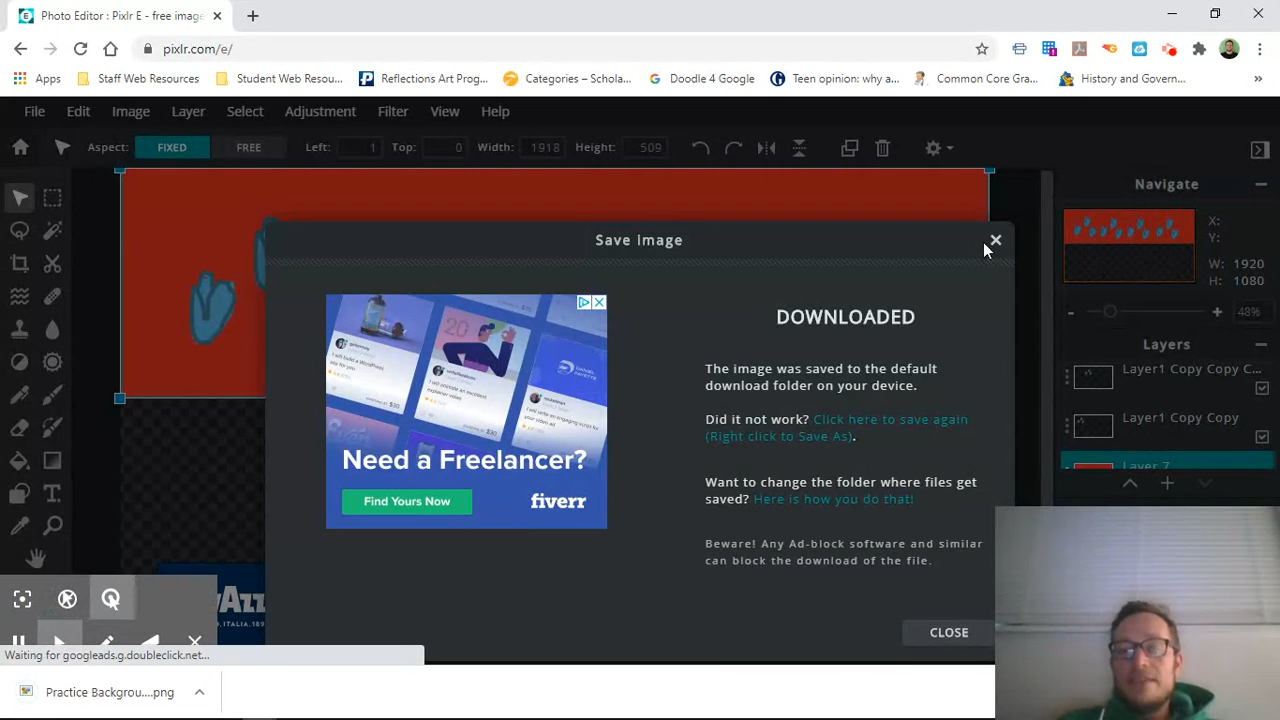 Photo Editor : Pixlr E - free image
pixlr.com/e/
Apps
Staff Web Resources
Student Web Resou...
Reflections Art Prog...
Categories – Schola...
Doodle 4 Google
Teen opinion: why a...
Common Core Gra...
History and Govern...
»
File Edit Image Layer Select Adjustment Filter View Help
Aspect: FIXED FREE Left: 1 Top: 0 Width: 1918 Height: 509
Navigate
X:
Y:
W: 1920
H: 1080
- + 48%
Layers
Layer1 Copy Copy C...
Layer1 Copy Copy
Layer 7
Save image
DOWNLOADED
The image was saved to the default
download folder on your device.
Did it not work? Click here to save again
(Right click to Save As).
Want to change the folder where files get
saved? Here is how you do that!
Beware! Any Ad-block software and similar
can block the download of the file.
CLOSE
Need a Freelancer?
Find Yours Now
fiverr
Waiting for googleads.g.doubleclick.net...
Practice Backgrou....png